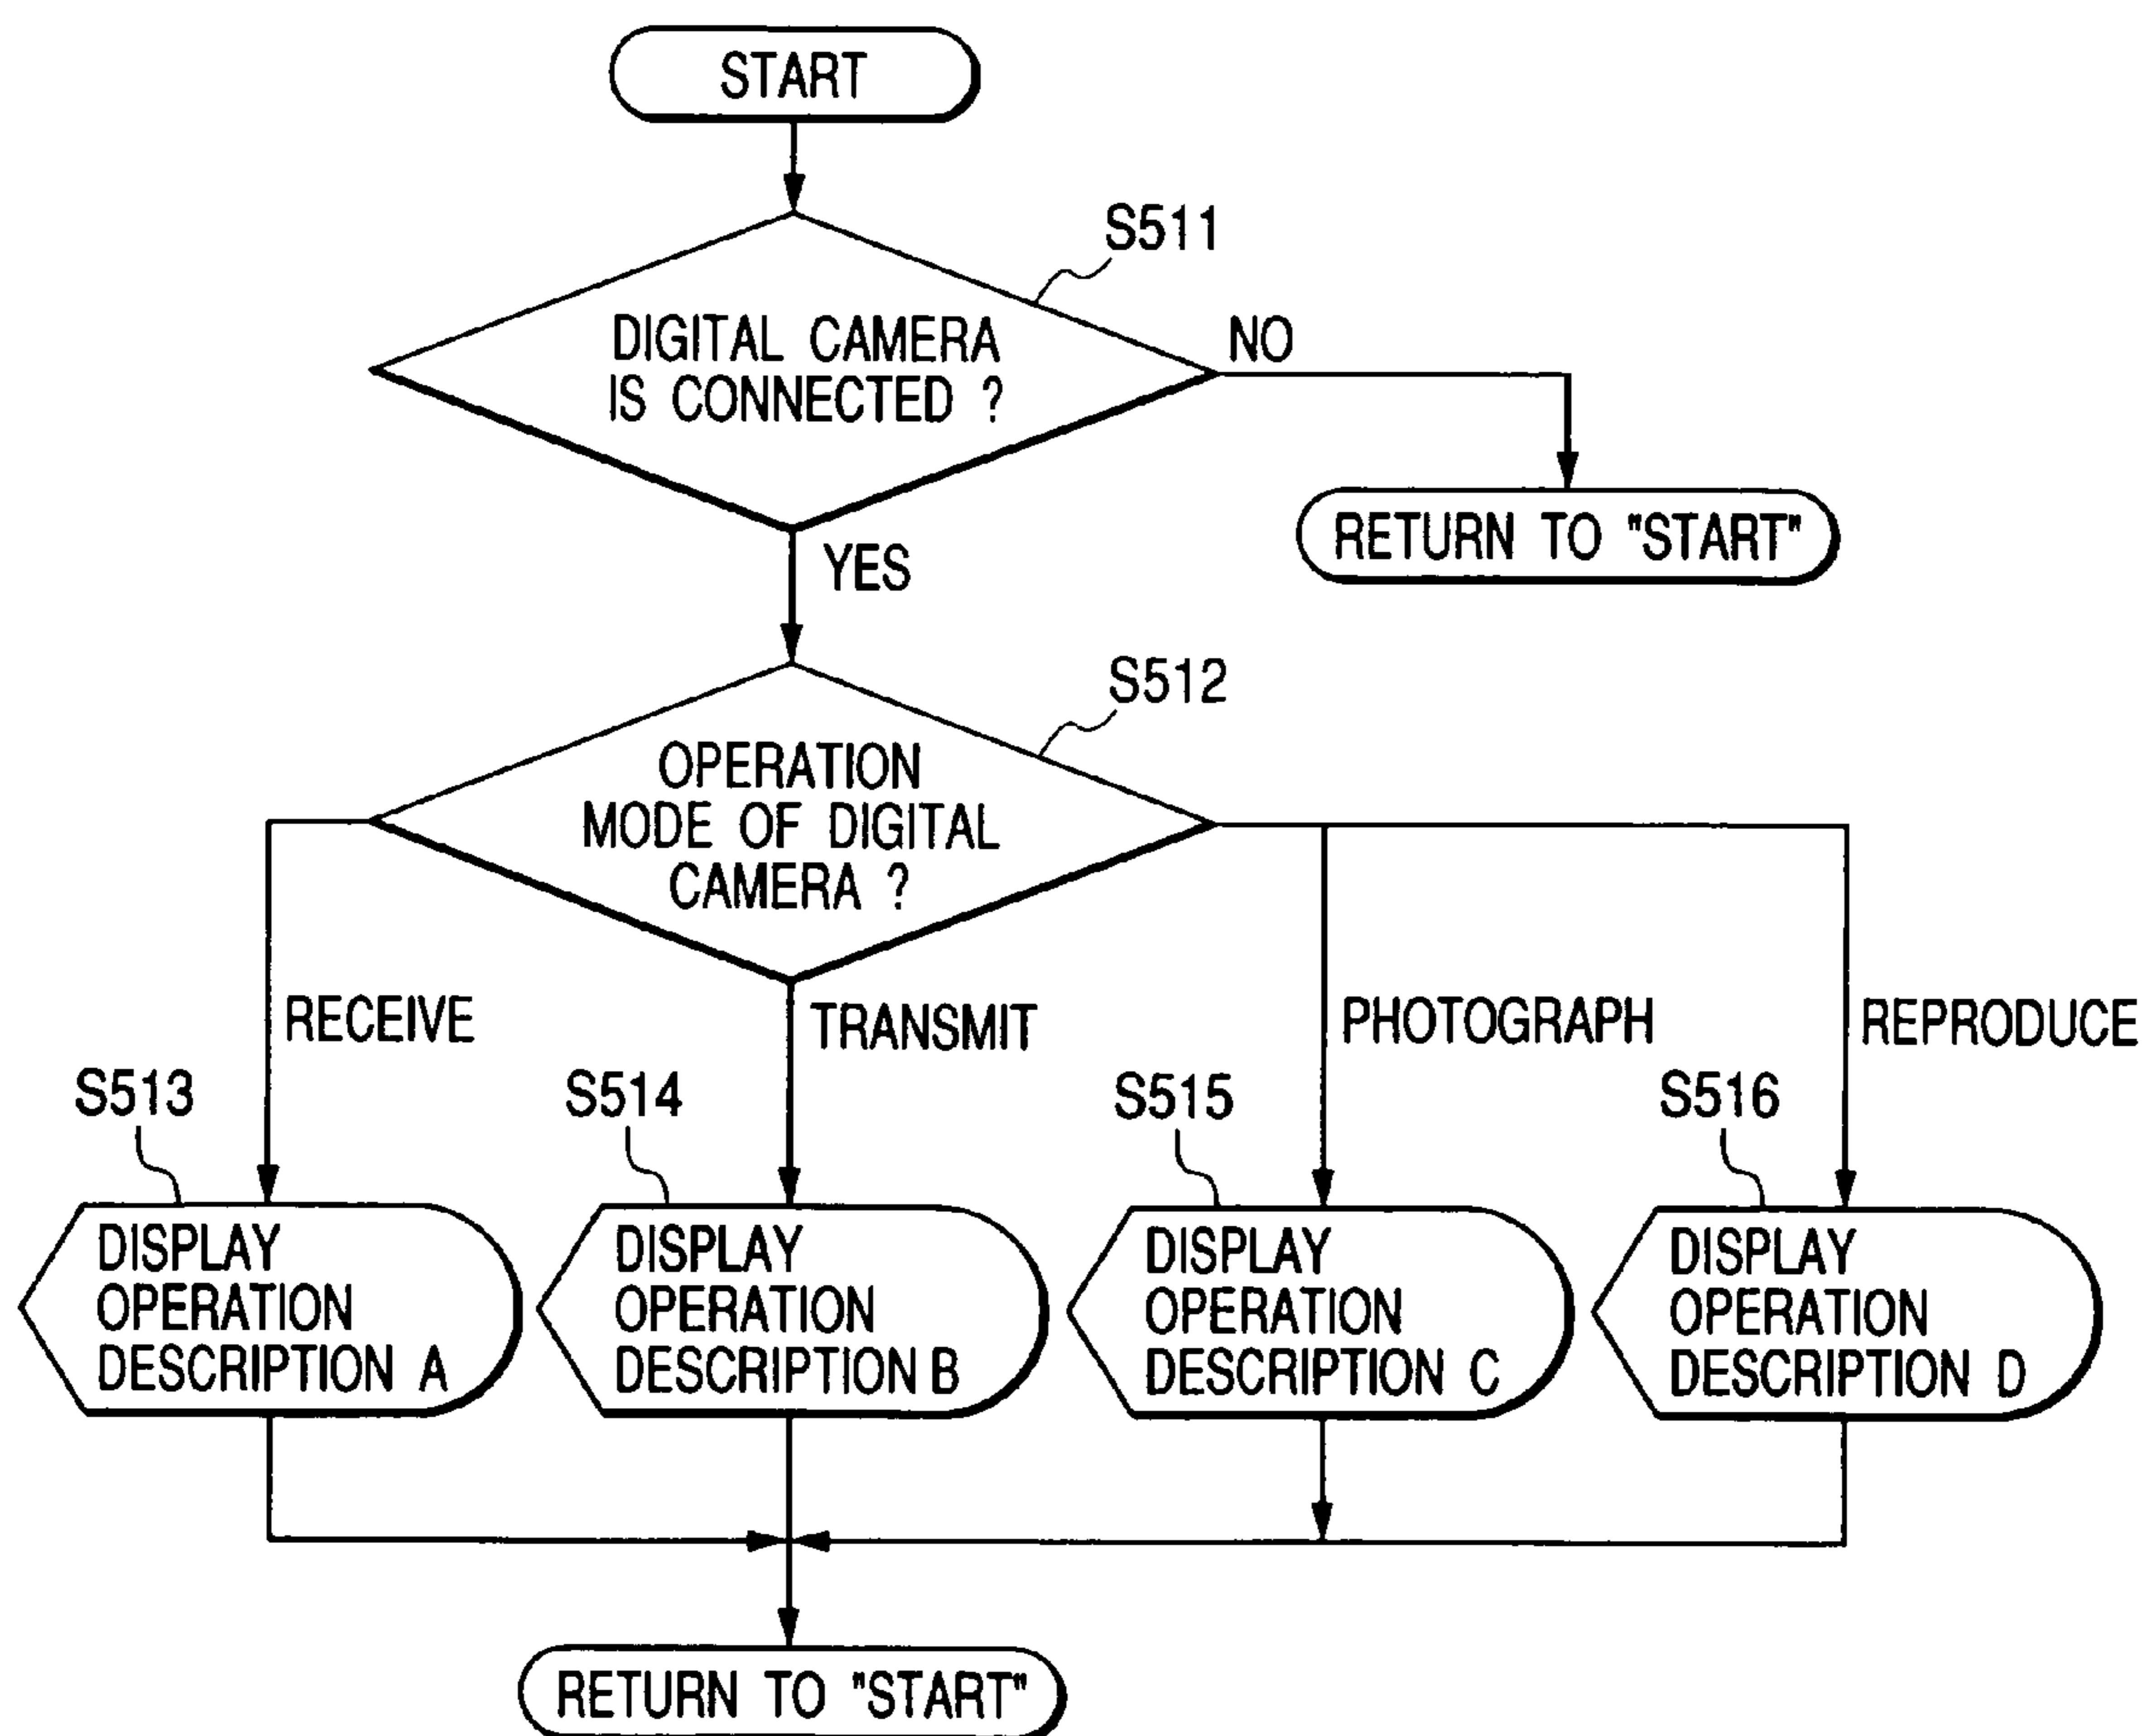 START
S511
DIGITAL CAMERA
IS CONNECTED ?
NO
RETURN TO "START"
YES
S512
OPERATION
MODE OF DIGITAL
CAMERA ?
RECEIVE
TRANSMIT
PHOTOGRAPH
REPRODUCE
S513
S514
S515
S516
DISPLAY
OPERATION
DESCRIPTION A
DISPLAY
OPERATION
DESCRIPTION B
DISPLAY
OPERATION
DESCRIPTION C
DISPLAY
OPERATION
DESCRIPTION D
RETURN TO "START"